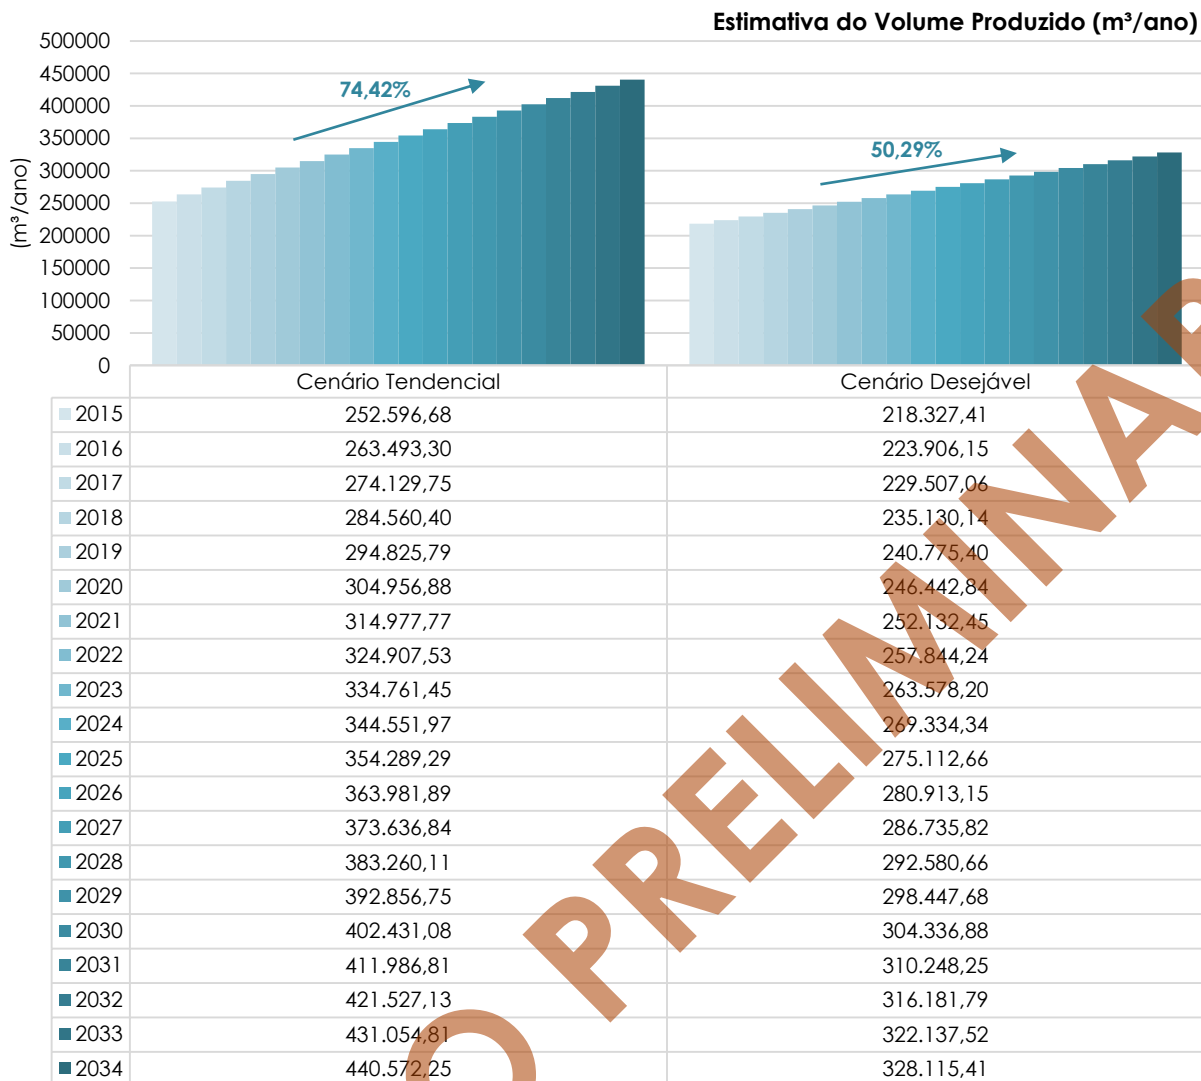 Estimativa do Volume Produzido (m³/ano)
500000
450000
400000
350000
300000
250000
200000
150000
100000
50000
0
(m³/ano)
74,42%
50,29%
Cenário Tendencial Cenário Desejável
2015 252.596,68 218.327,41
2016 263.493,30 223.906,15
2017 274.129,75 229.507,06
2018 284.560,40 235.130,14
2019 294.825,79 240.775,40
2020 304.956,88 246.442,84
2021 314.977,77 252.132,45
2022 324.907,53 257.844,24
2023 334.761,45 263.578,20
2024 344.551,97 269.334,34
2025 354.289,29 275.112,66
2026 363.981,89 280.913,15
2027 373.636,84 286.735,82
2028 383.260,11 292.580,66
2029 392.856,75 298.447,68
2030 402.431,08 304.336,88
2031 411.986,81 310.248,25
2032 421.527,13 316.181,79
2033 431.054,81 322.137,52
2034 440.572,25 328.115,41
O PRELIMINAR